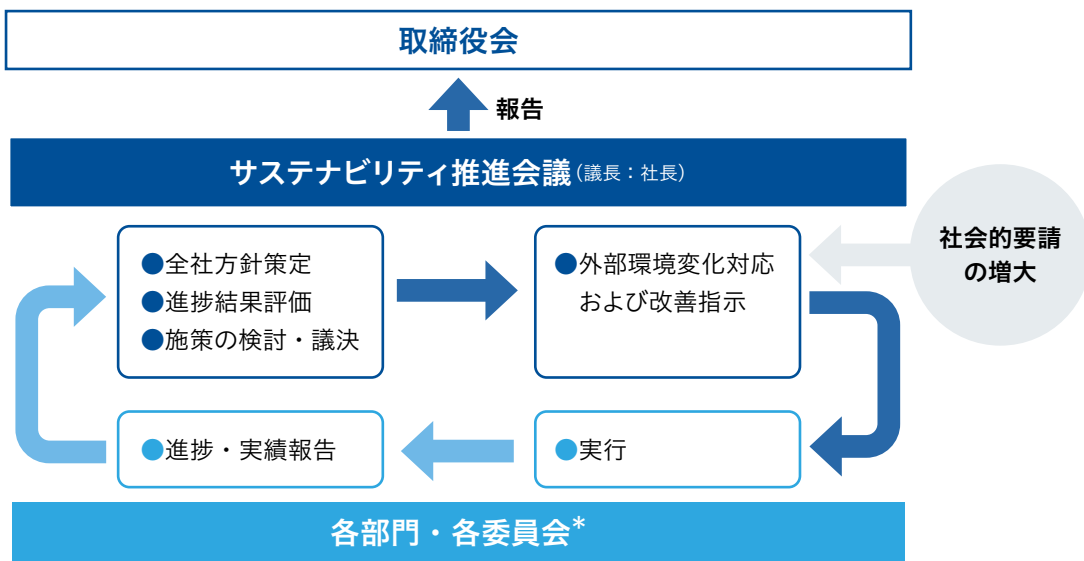 取締役会
報告
サステナビリティ推進会議(議長:社長)
●全社方針策定
●進捗結果評価
●施策の検討・議決
●外部環境変化対応
および改善指示
社会的要請
の増大
●進捗・実績報告
●実行
各部門・各委員会*